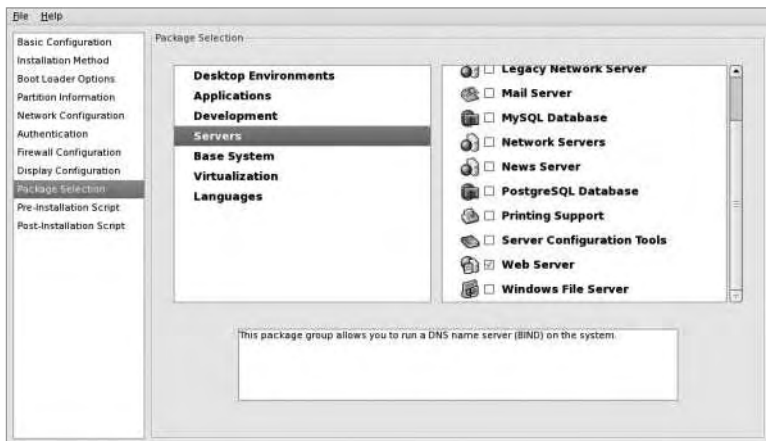 File Help
Basic Configuration
Installation Method
Boot Loader Options
Partition Information
Network Configuration
Authentication
Firewall Configuration
Display Configuration
Package Selection
Pre-Installation Script
Post-Installation Script
Package Selection
Desktop Environments
Applications
Development
Servers
Base System
Virtualization
Languages
Legacy Network Server
Mail Server
MySQL Database
Network Servers
News Server
PostgreSQL Database
Printing Support
Server Configuration Tools
Web Server
Windows File Server
This package group allows you to run a DNS name server (BIND) on the system.